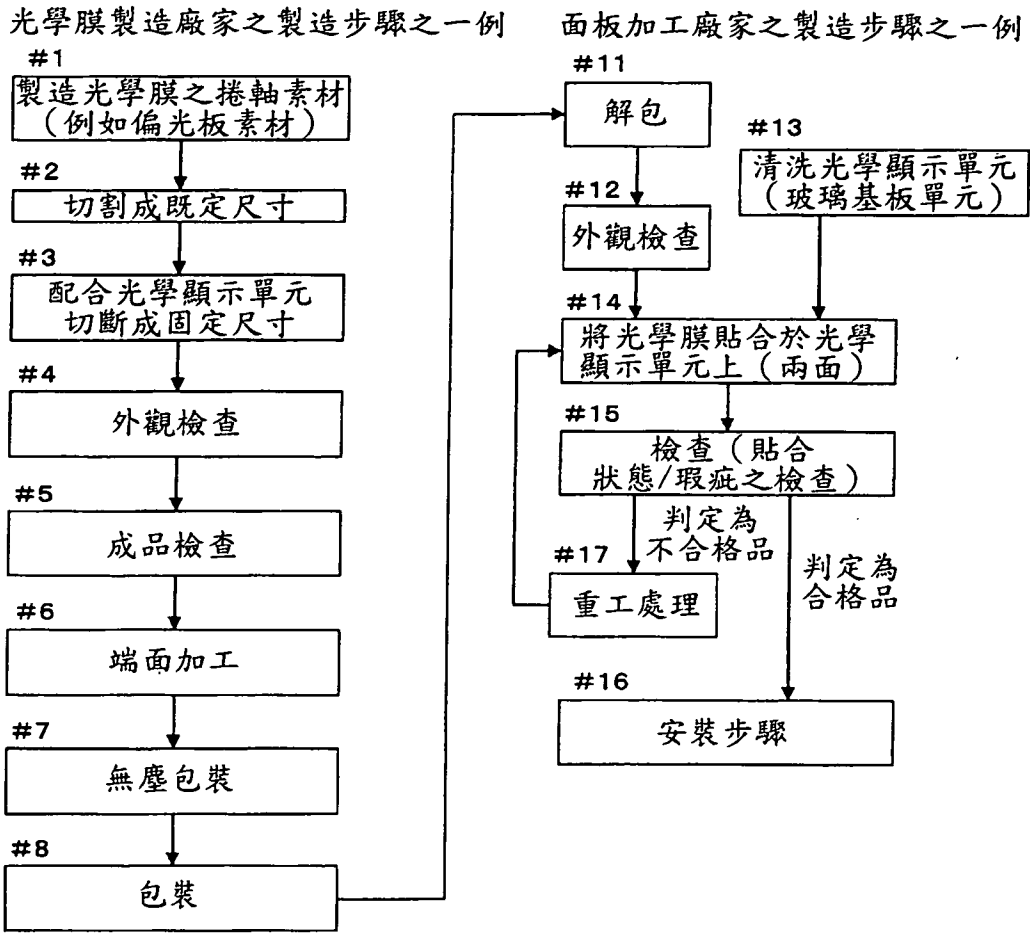 光學膜製造廠家之製造步驟之一例
#1
製造光學膜之捲軸素材
(例如偏光板素材)
#2
切割成既定尺寸
#3
配合光學顯示單元
切斷成固定尺寸
#4
外觀檢查
#5
成品檢查
#6
端面加工
#7
無塵包裝
#8
包裝
面板加工廠家之製造步驟之一例
#11
解包
#12
外觀檢查
#13
清洗光學顯示單元
(玻璃基板單元)
#14
將光學膜貼合於光學
顯示單元上(兩面)
#15
檢查(貼合
狀態/瑕疵之檢查)
判定為
不合格品
#17
重工處理
判定為
合格品
#16
安裝步驟